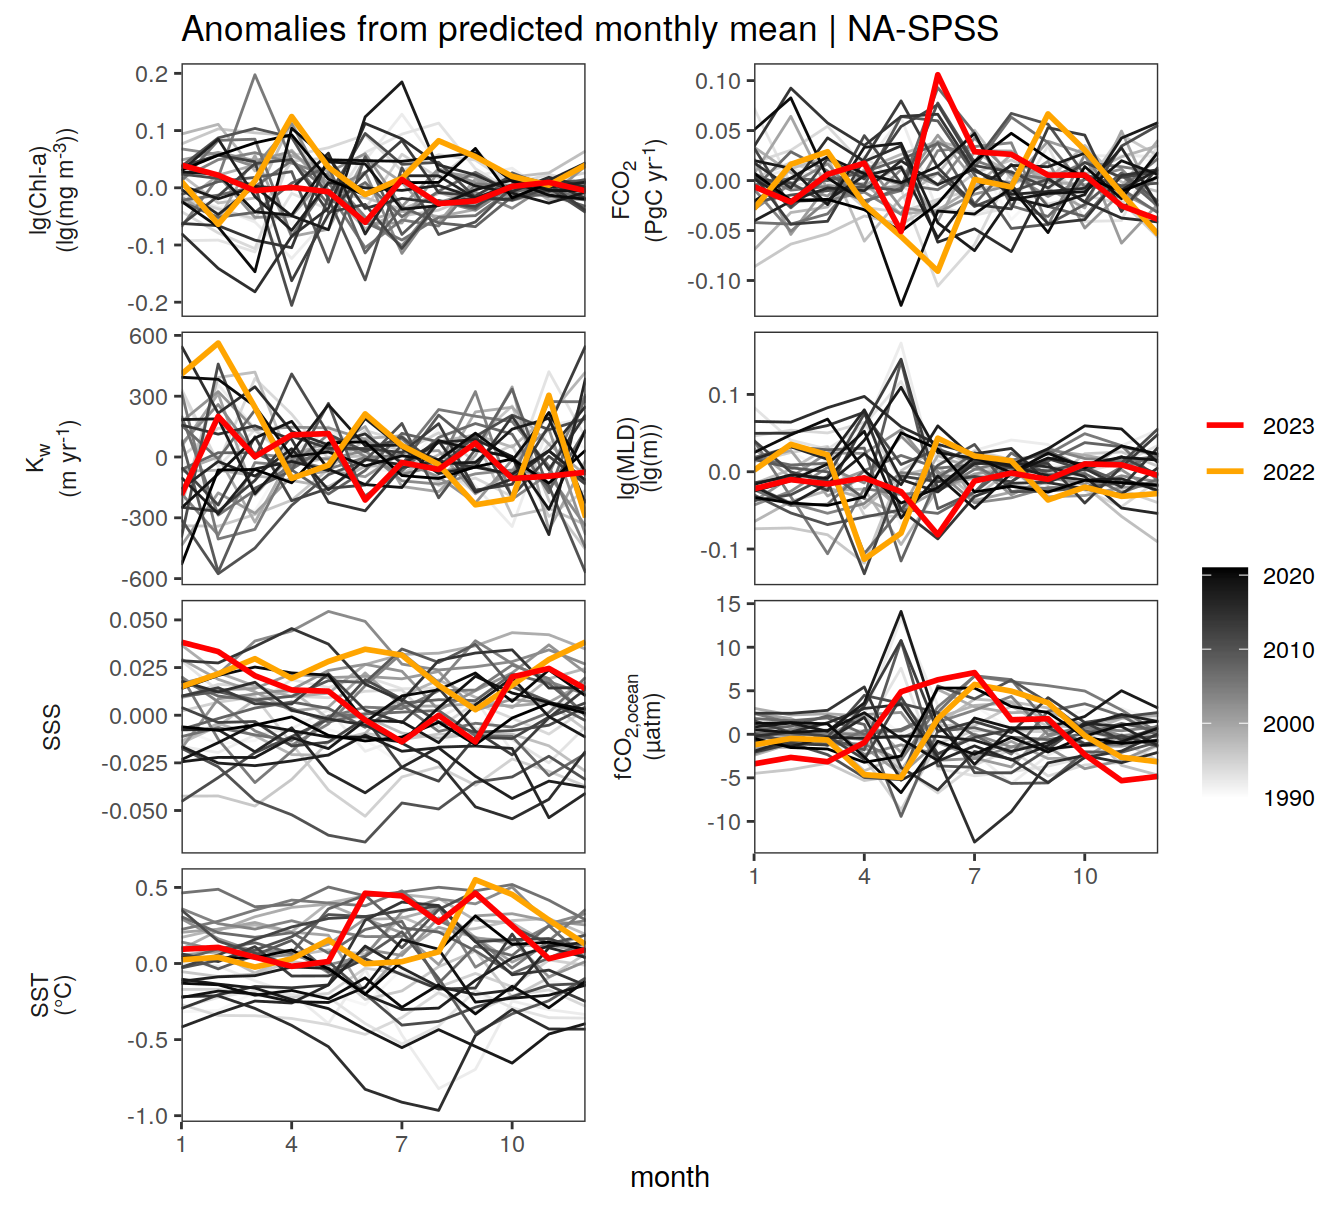 Anomalies from predicted monthly mean | NA-SPSS
lg(Chl-a)
(lg(mg m⁻³))
0.2
0.1
0.0
-0.1
-0.2
FCO₂
(PgC yr⁻¹)
0.10
0.05
0.00
-0.05
-0.10
Kw
(m yr⁻¹)
600
300
0
-300
-600
lg(MLD)
(lg(m))
0.1
0.0
-0.1
SSS
0.050
0.025
0.000
-0.025
-0.050
fCO₂,ocean
(µatm)
15
10
5
0
-5
-10
1 4 7 10
SST
(°C)
0.5
0.0
-0.5
-1.0
1 4 7 10
month
2023
2022
2020
2010
2000
1990